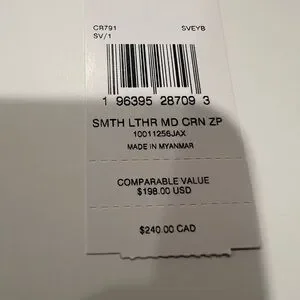 CR791 SVEYB
SV/1
1 96395 28709 3
SMTH LTHR MD CRN ZP
10011256JAX
MADE IN MYANMAR
COMPARABLE VALUE
$198.00 USD
$240.00 CAD